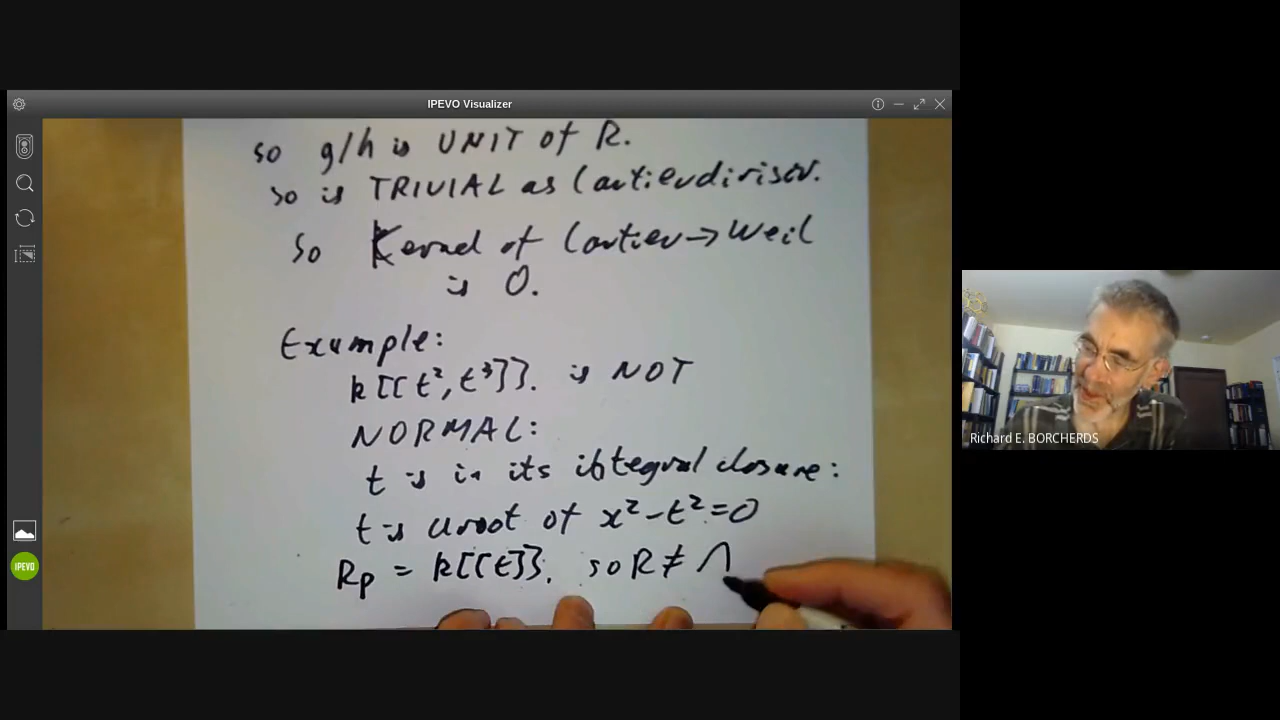 IPEVO Visualizer
so g/h is UNIT of R.
so is TRIVIAL as Cartier divisor.
So Kernel of Cartier → Weil
is 0.
Example:
k[[t², t³]]. is NOT
NORMAL:
t is in its integral closure:
t is a root of x² - t² = 0
Rp = k[[t]]. so R ≠ ∩
Richard E. BORCHERDS
IPEVO